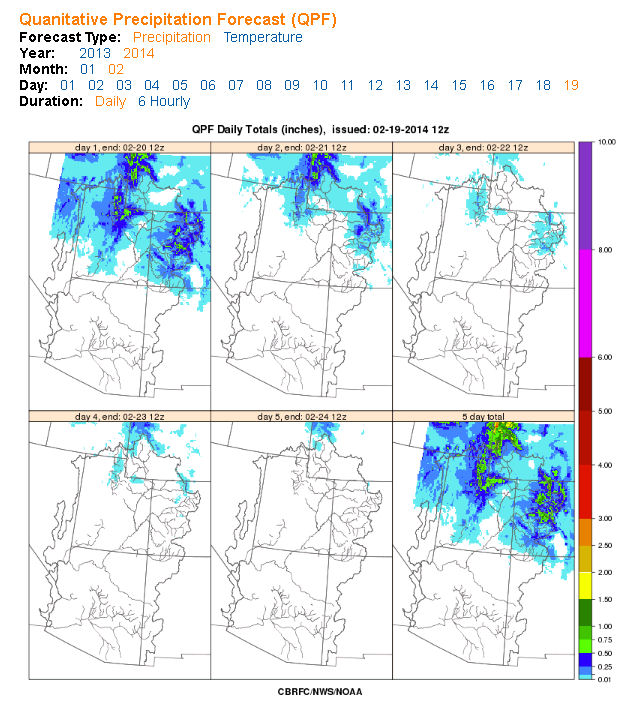 Quanitative Precipitation Forecast (QPF)
Forecast Type: Precipitation Temperature
Year: 2013 2014
Month: 01 02
Day: 01 02 03 04 05 06 07 08 09 10 11 12 13 14 15 16 17 18 19
Duration: Daily 6 Hourly
QPF Daily Totals (inches), issued: 02-19-2014 12z
day 1, end: 02-20 12z
day 2, end: 02-21 12z
day 3, end: 02-22 12z
day 4, end: 02-23 12z
day 5, end: 02-24 12z
5 day total
10.00
8.00
6.00
5.00
4.00
3.00
2.50
2.00
1.50
1.00
0.75
0.50
0.25
0.10
0.01
CBRFC/NWS/NOAA